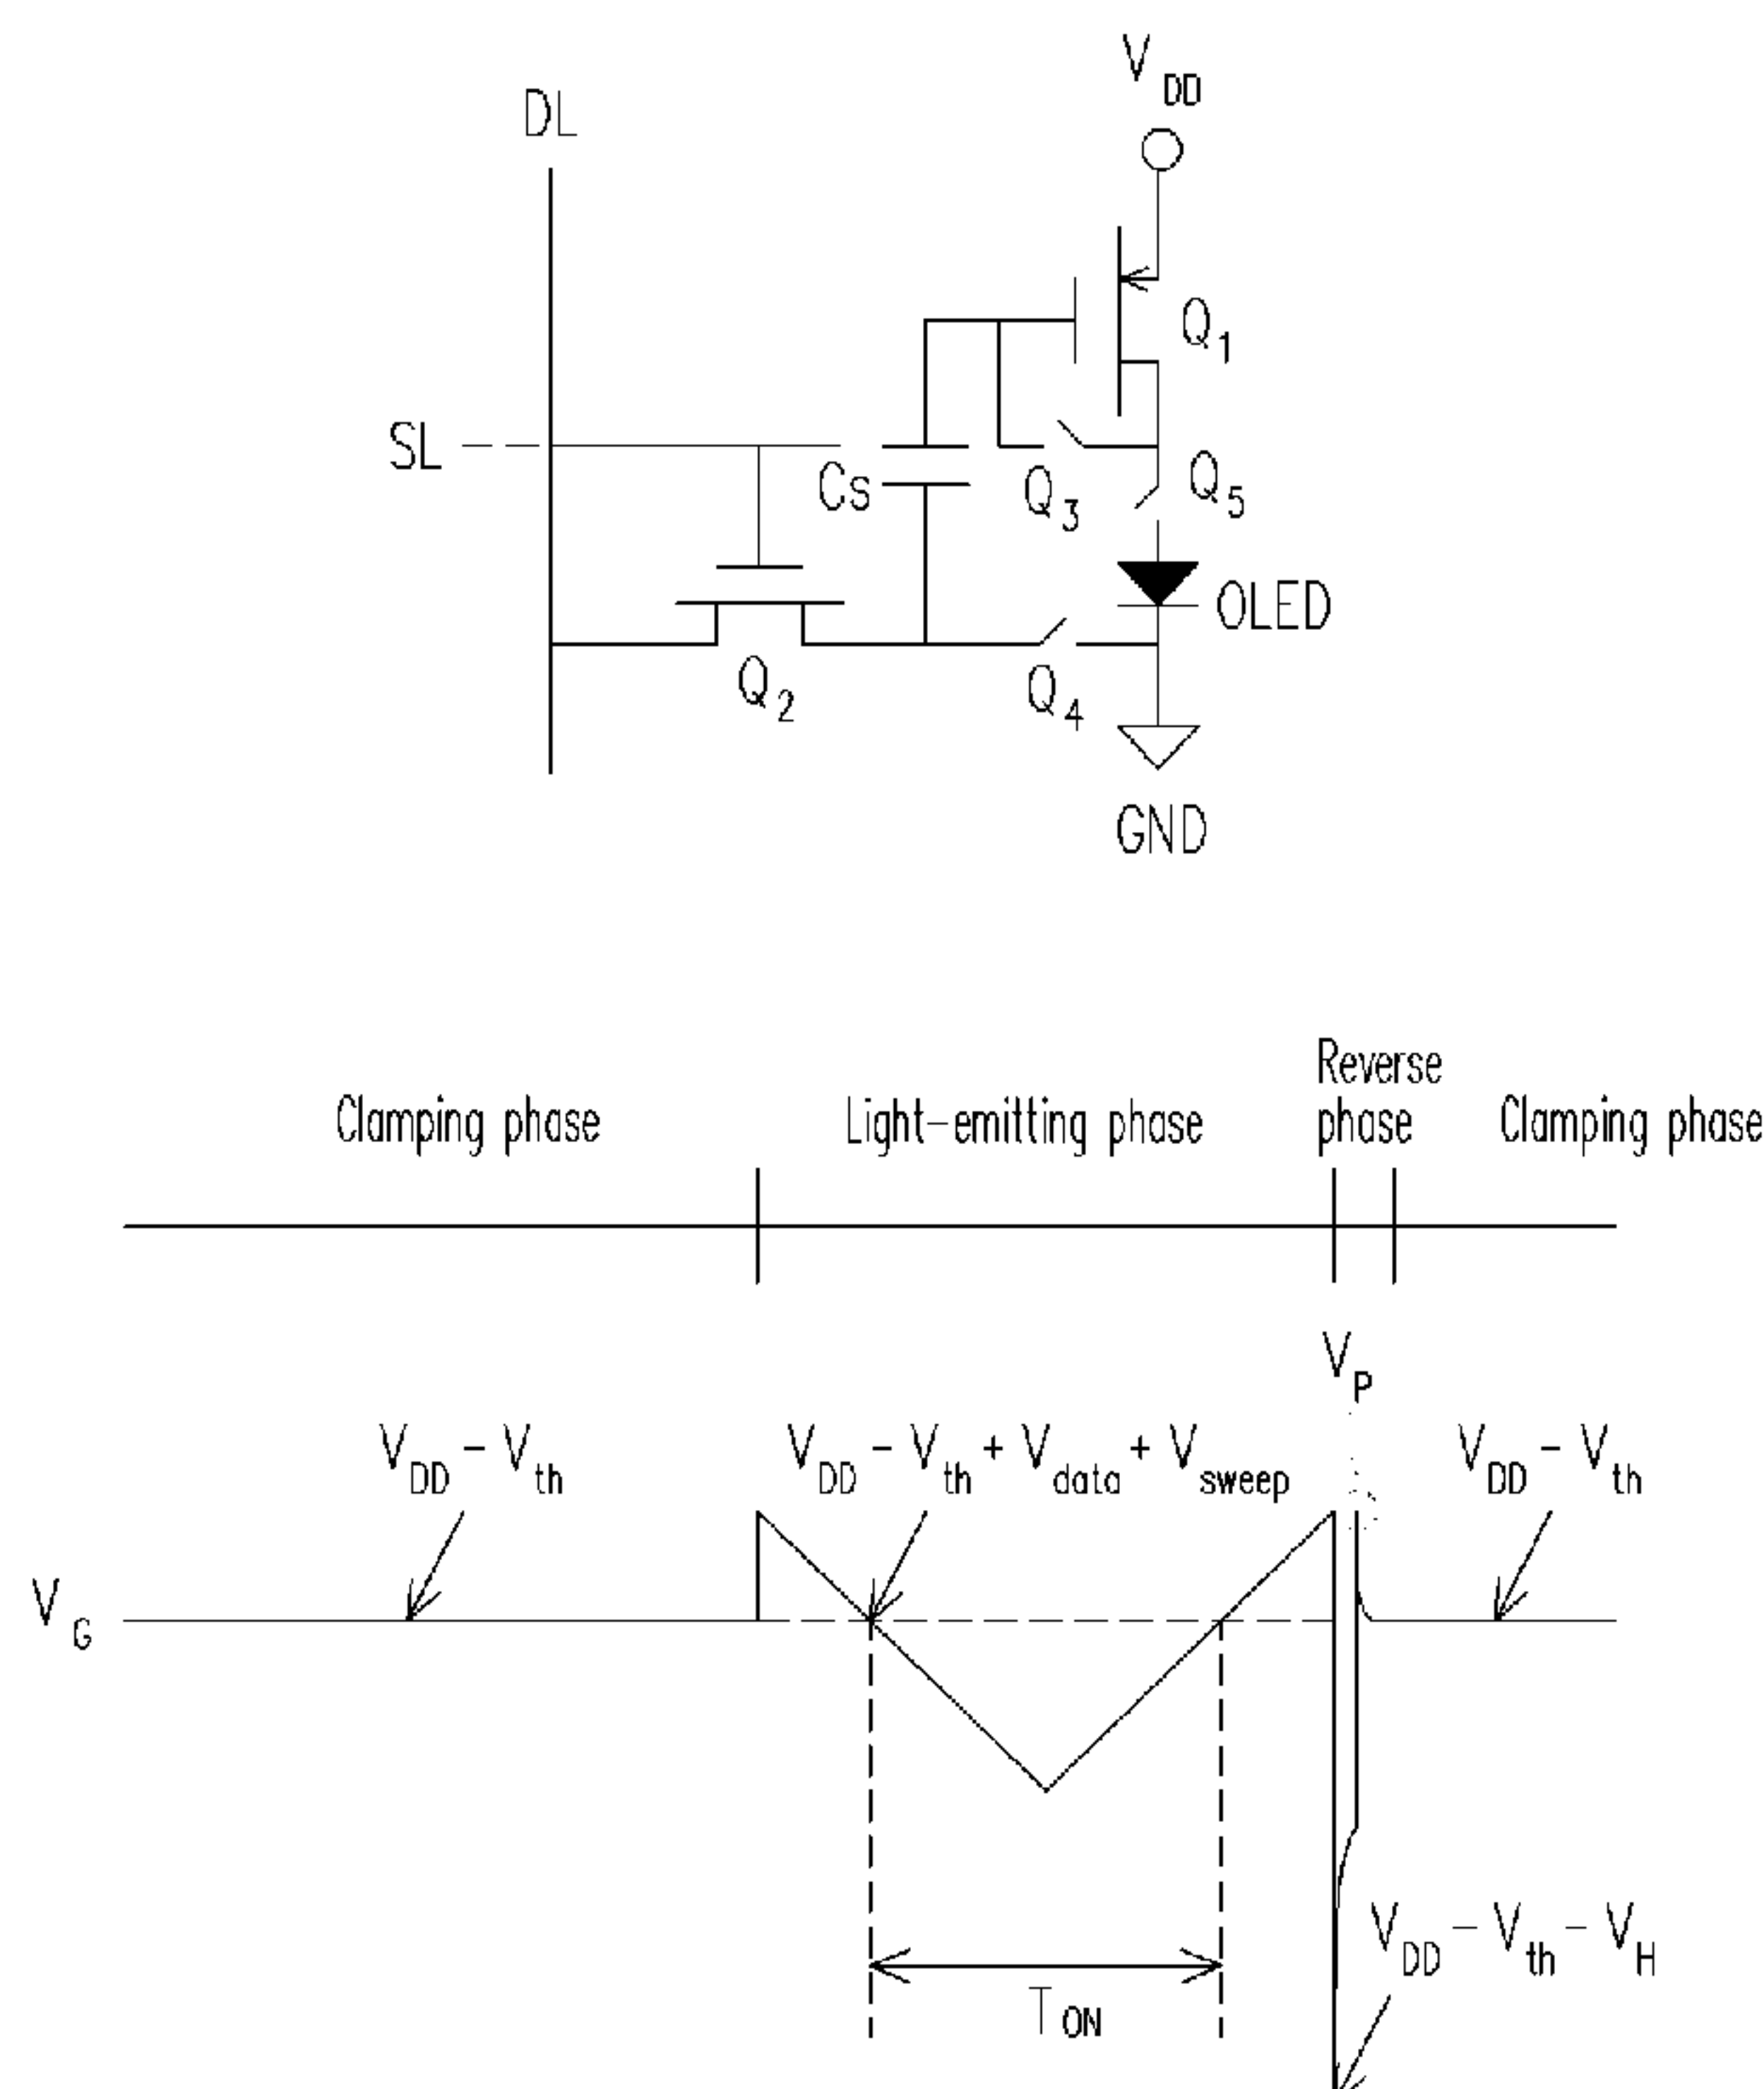 V_DD
DL
Q_1
SL
Cs
Q_3
Q_5
OLED
Q_2
Q_4
GND
Clamping phase
Light-emitting phase
Reverse phase
Clamping phase
V_P
V_DD - V_th
V_DD - V_th + V_data + V_sweep
V_DD - V_th
V_G
V_DD - V_th - V_H
T_ON